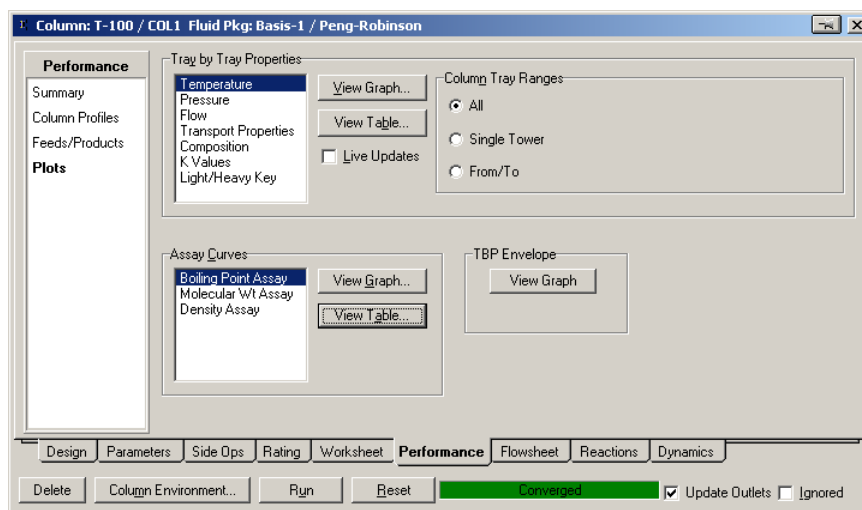 Column: T-100 / COL1 Fluid Pkg: Basis-1 / Peng-Robinson
Performance
Summary
Column Profiles
Feeds/Products
Plots
Tray by Tray Properties
Temperature
Pressure
Flow
Transport Properties
Composition
K Values
Light/Heavy Key
View Graph...
View Table...
Live Updates
Column Tray Ranges
All
Single Tower
From/To
Assay Curves
Boiling Point Assay
Molecular Wt Assay
Density Assay
View Graph...
View Table...
TBP Envelope
View Graph
Design Parameters Side Ops Rating Worksheet Performance Flowsheet Reactions Dynamics
Delete Column Environment... Run Reset Converged Update Outlets Ignored